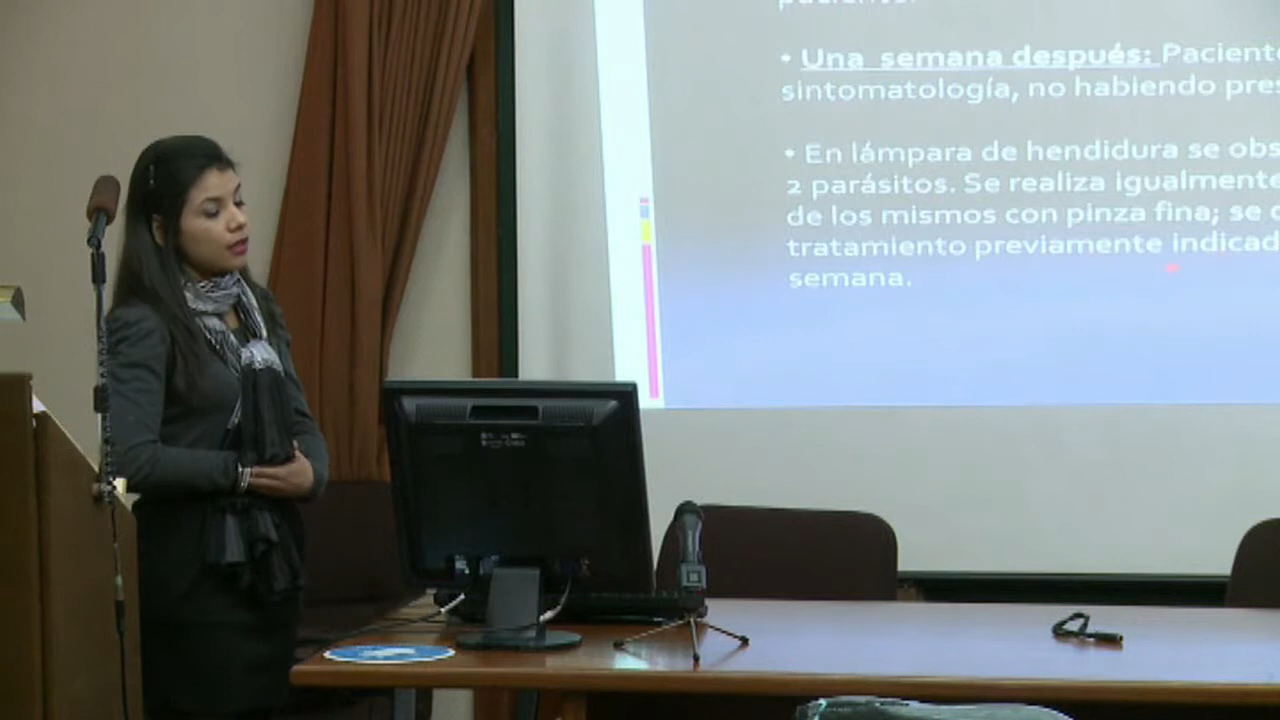 • Una semana después: Pacient
sintomatología, no habiendo pres
• En lámpara de hendidura se obs
2 parásitos. Se realiza igualmente
de los mismos con pinza fina; se
tratamiento previamente indicad
semana.